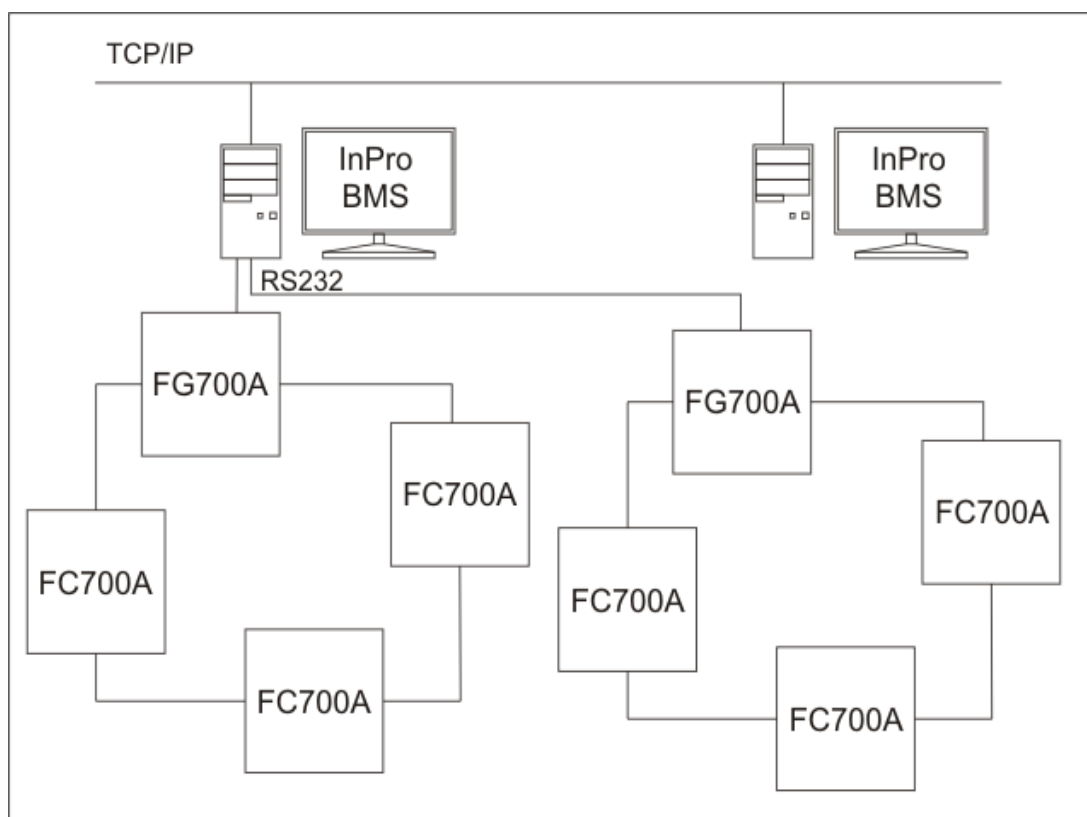 TCP/IP
InPro
BMS
InPro
BMS
RS232
FG700A
FG700A
FC700A
FC700A
FC700A
FC700A
FC700A
FC700A